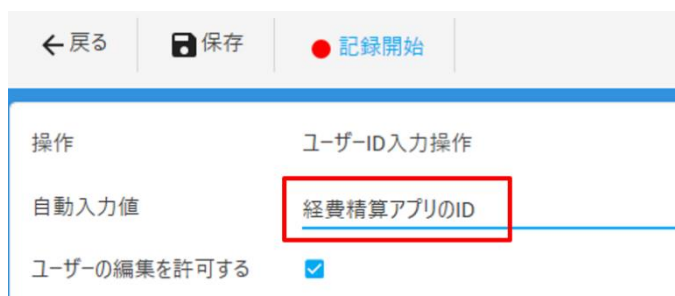 戻る 保存 記録開始
操作 ユーザーID入力操作
自動入力値 経費精算アプリのID
ユーザーの編集を許可する